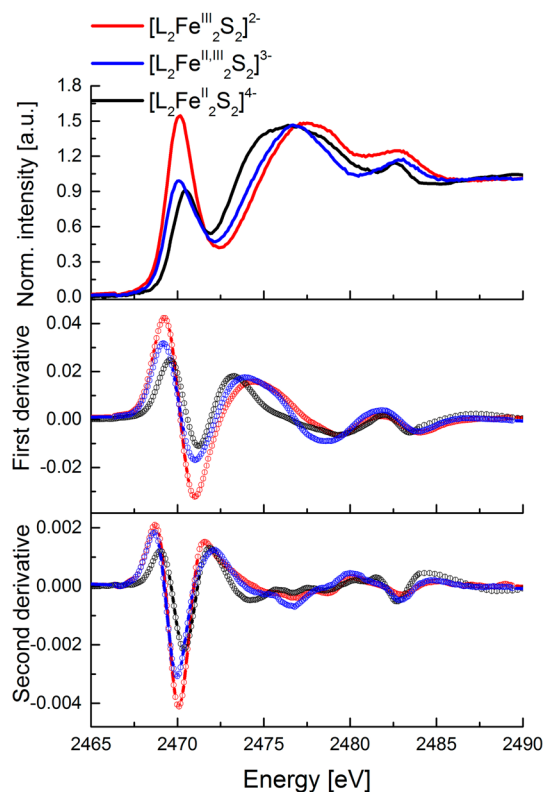 [L₂Feᴵᴵᴵ₂S₂]²⁻
[L₂Feᴵᴵ,ᴵᴵᴵ₂S₂]³⁻
[L₂Feᴵᴵ₂S₂]⁴⁻
Norm. intensity [a.u.]
1.8
1.5
1.2
0.9
0.6
0.3
0.0
First derivative
0.04
0.02
0.00
-0.02
Second derivative
0.002
0.000
-0.002
-0.004
2465 2470 2475 2480 2485 2490
Energy [eV]